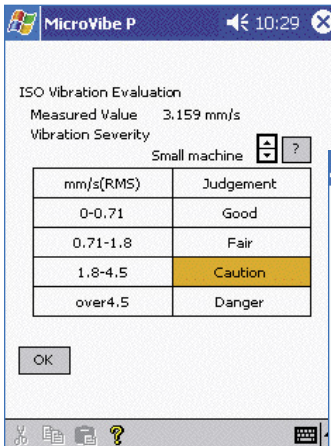 MicroVibe P 10:29
ISO Vibration Evaluation
Measured Value 3.159 mm/s
Vibration Severity
Small machine ?
mm/s(RMS) Judgement
0-0.71 Good
0.71-1.8 Fair
1.8-4.5 Caution
over4.5 Danger
OK